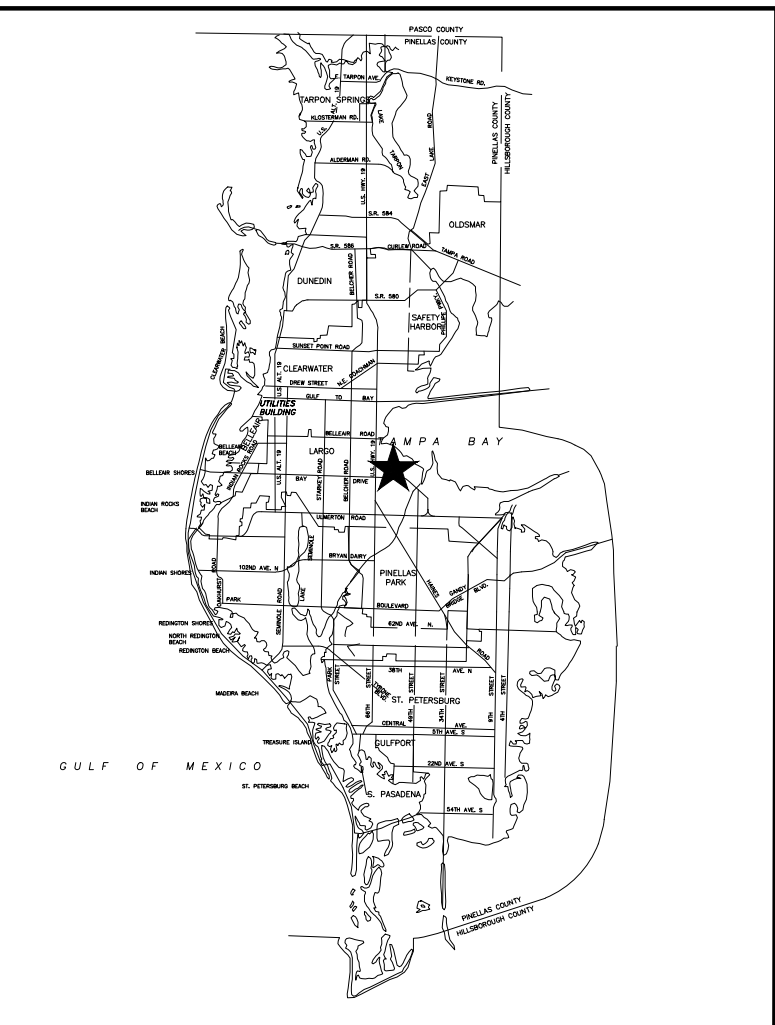 PASCO COUNTY
PINELLAS COUNTY
E. TARPON AVE.
KEYSTONE RD.
TARPON SPRINGS
U.S. ALT. 19
KLOSTERMAN RD.
LAKE TARPON
EAST LAKE ROAD
PINELLAS COUNTY
HILLSBOROUGH COUNTY
ALDERMAN RD.
U.S. HWY. 19
S.R. 584
OLDSMAR
S.R. 586
CURLEW ROAD
TAMPA ROAD
BELCHER ROAD
DUNEDIN
S.R. 580
PHILIPPE PKWY
SAFETY
HARBOR
SUNSET POINT ROAD
CLEARWATER BEACH
N.E. COACHMAN
CLEARWATER
U.S. ALT. 19
DREW STREET
GULF TO BAY
UTILITIES
BUILDING
BELLEAIR
BELLEAIR ROAD
TAMPA BAY
BELLEAIR
BEACH
INDIAN ROCKS ROAD
LARGO
U.S. HWY. 19
BELLEAIR SHORES
U.S. ALT. 19
BAY DRIVE
STARKEY ROAD
BELCHER ROAD
INDIAN ROCKS
BEACH
ULMERTON ROAD
SEMINOLE
LAKE
BRYAN DAIRY
INDIAN SHORES
102ND AVE. N
PINELLAS
PARK
OAKHURST ROAD
SEMINOLE ROAD
HAINES
ROAD
GANDY
BRIDGE BLVD.
PARK BOULEVARD
REDINGTON SHORES
62ND AVE. N.
NORTH REDINGTON
BEACH
REDINGTON BEACH
38TH AVE. N
PARK STREET
66TH STREET
TYRONE
BLVD.
49TH STREET
34TH STREET
9TH STREET
4TH STREET
MADEIRA BEACH
ST. PETERSBURG
CENTRAL AVE.
5TH AVE. S
TREASURE ISLAND
GULFPORT
GULF OF MEXICO
22ND AVE. S
ST. PETERSBURG BEACH
S. PASADENA
54TH AVE. S
PINELLAS COUNTY
HILLSBOROUGH COUNTY